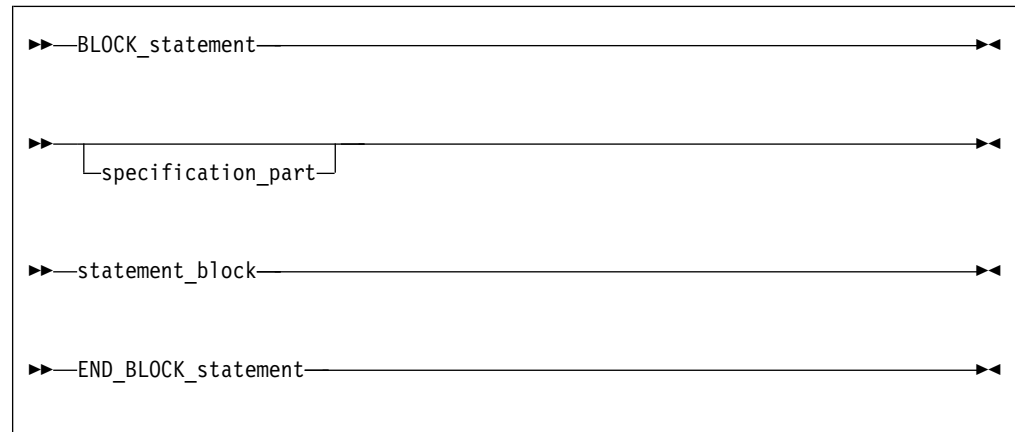 BLOCK_statement
specification_part
statement_block
END_BLOCK_statement